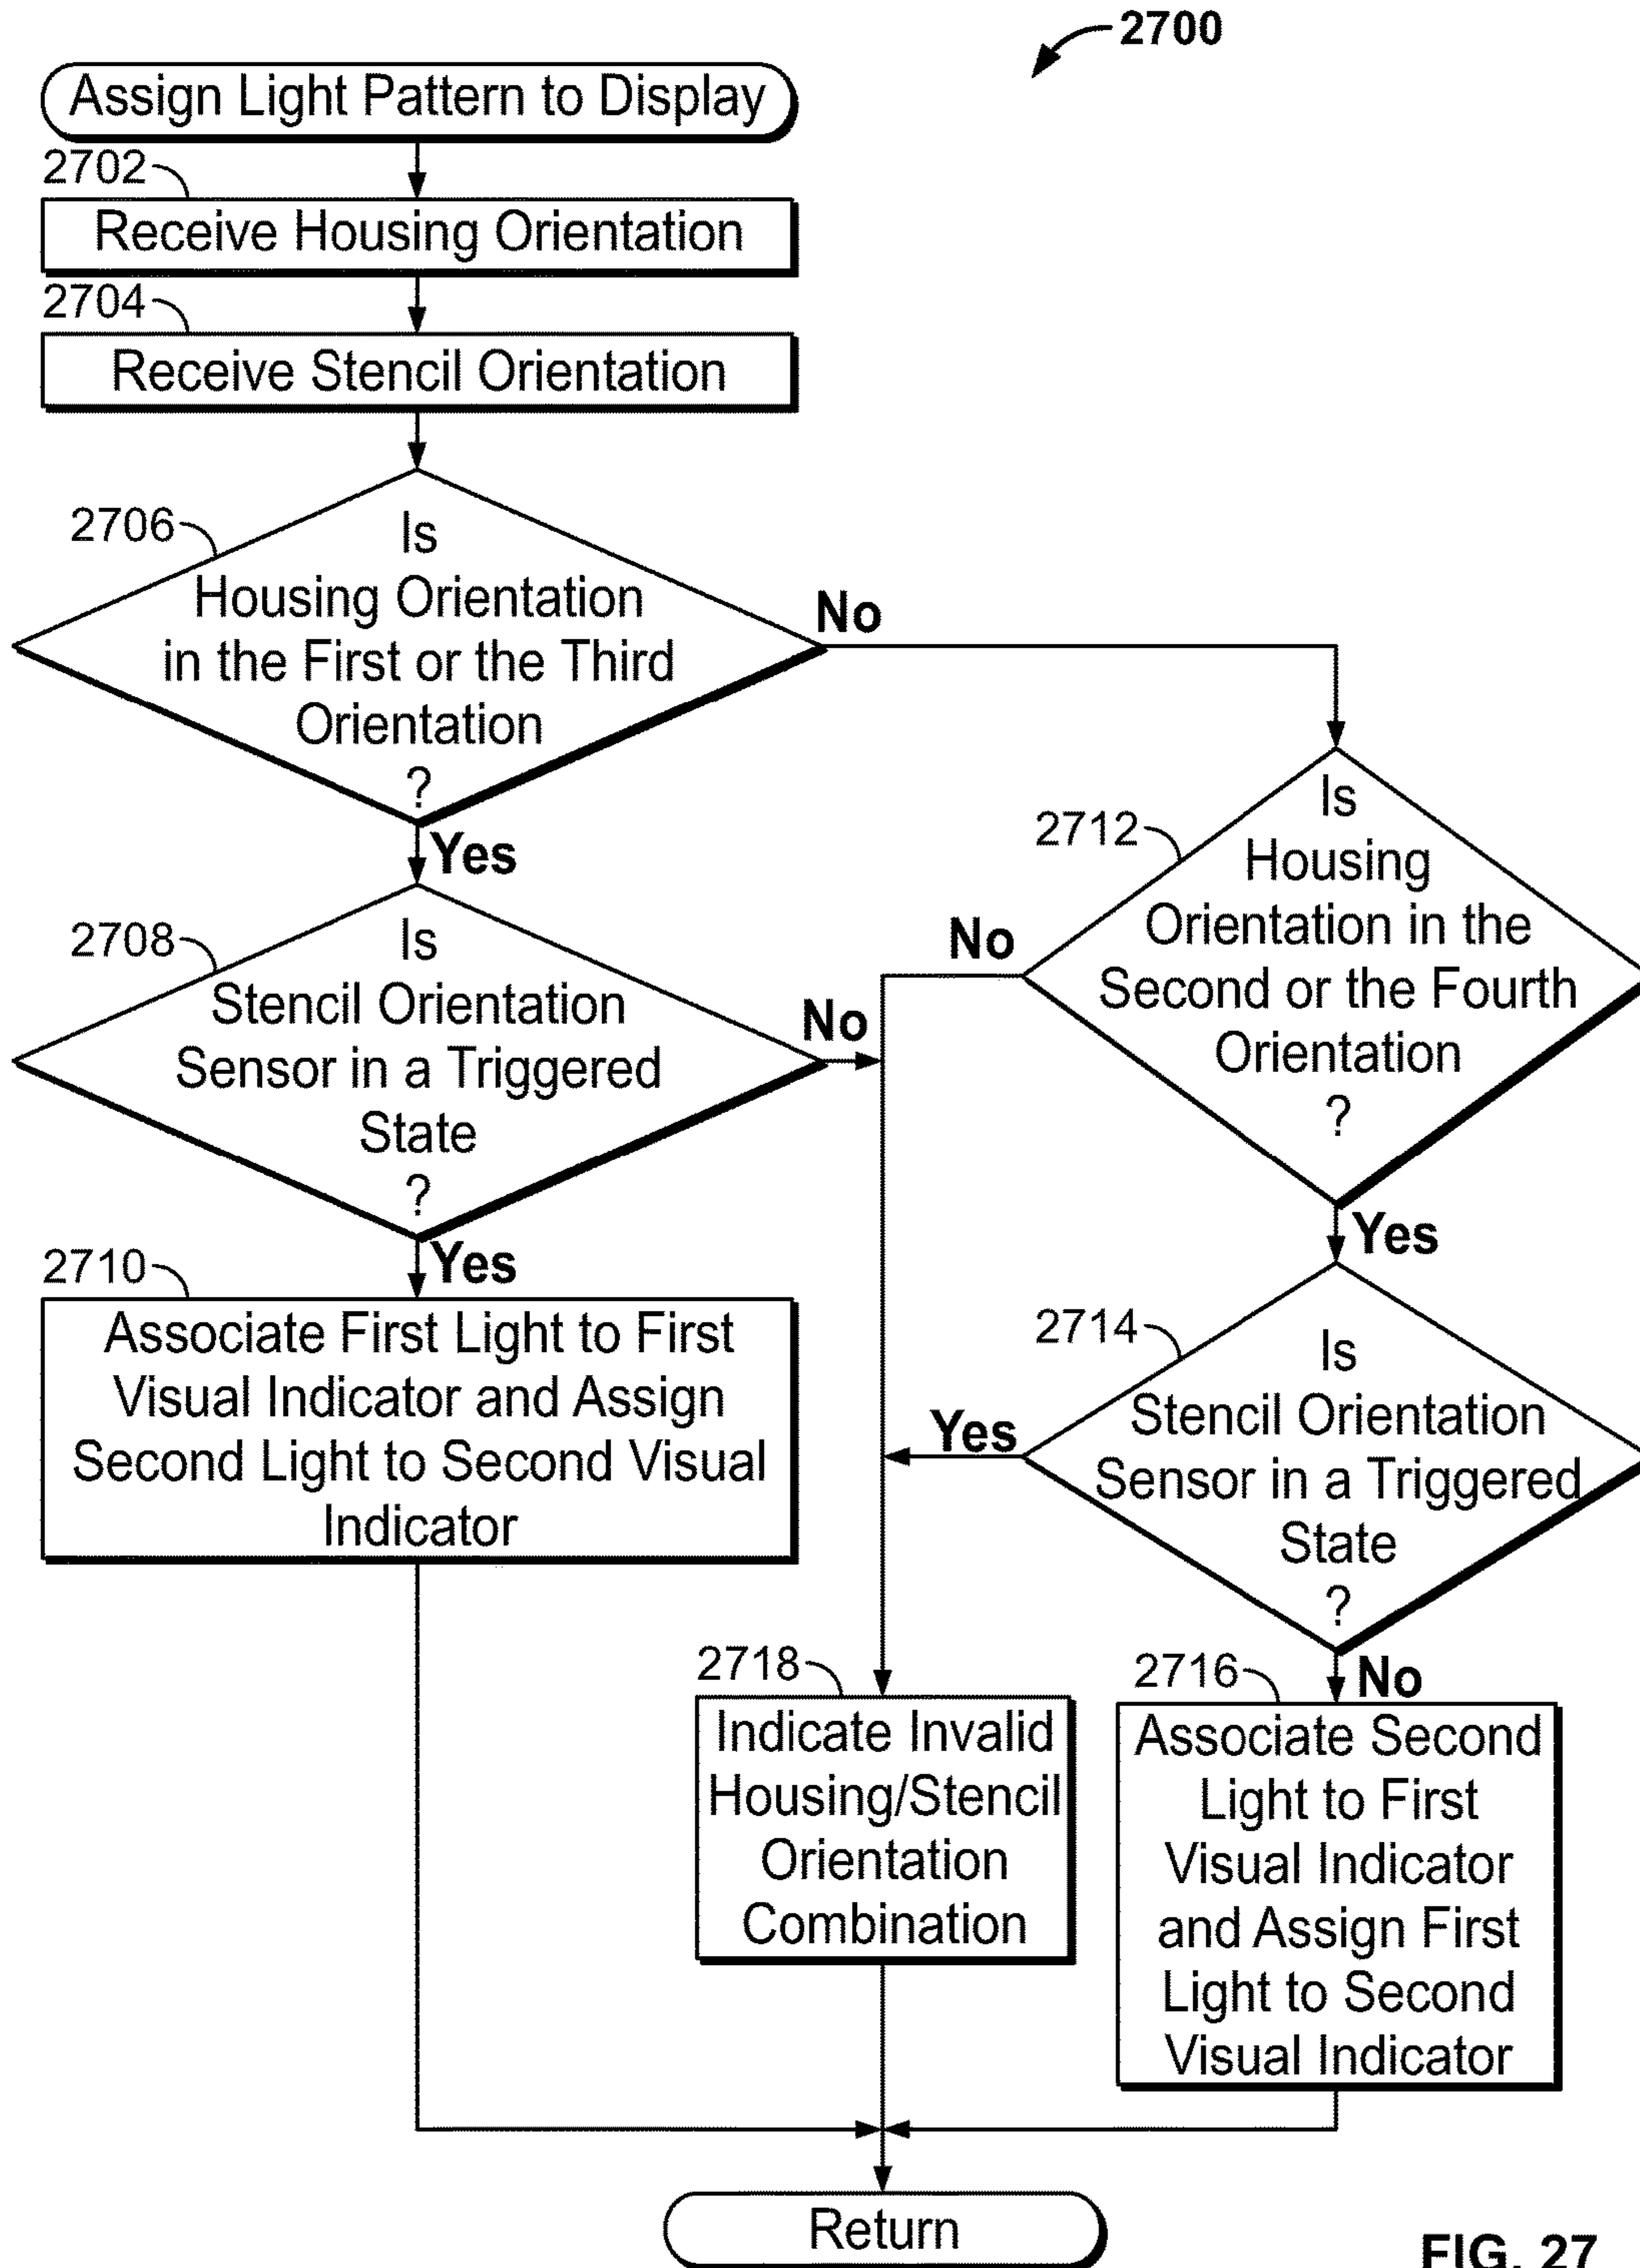 2700
Assign Light Pattern to Display
2702
Receive Housing Orientation
2704
Receive Stencil Orientation
2706
Is
Housing Orientation
in the First or the Third
Orientation
?
No
Yes
2708
Is
Stencil Orientation
Sensor in a Triggered
State
?
No
Yes
2710
Associate First Light to First
Visual Indicator and Assign
Second Light to Second Visual
Indicator
2712
Is
Housing
Orientation in the
Second or the Fourth
Orientation
?
No
Yes
2714
Is
Stencil Orientation
Sensor in a Triggered
State
?
Yes
No
2718
Indicate Invalid
Housing/Stencil
Orientation
Combination
2716
Associate Second
Light to First
Visual Indicator
and Assign First
Light to Second
Visual Indicator
Return
FIG. 27